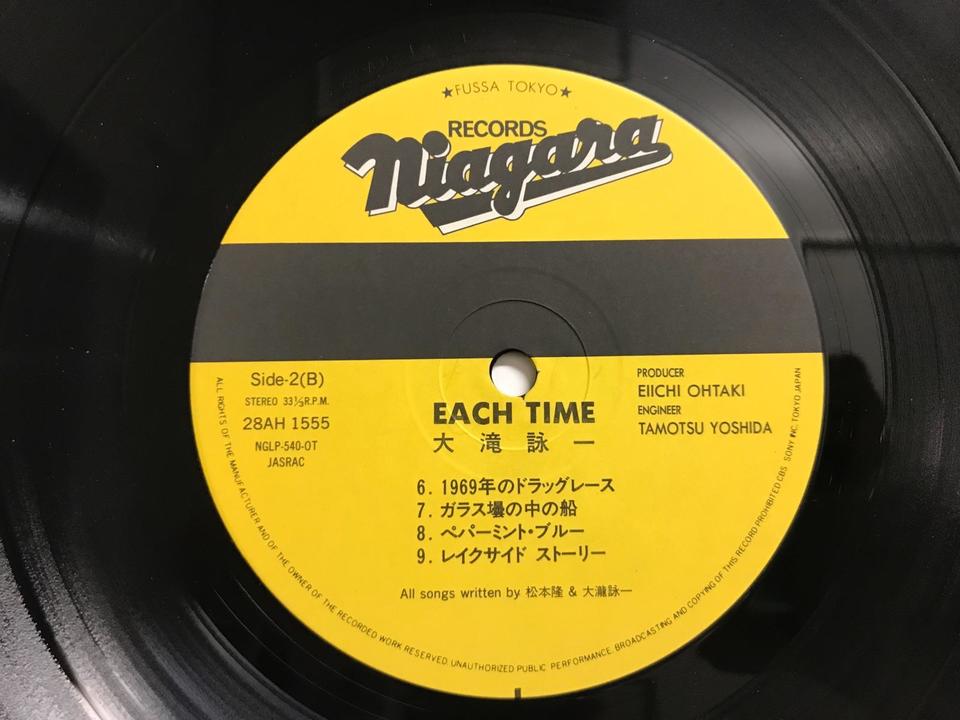 ★FUSSA TOKYO★
RECORDS
Niagara
Side-2(B)
STEREO 33⅓R.P.M.
28AH 1555
NGLP-540-OT
JASRAC
PRODUCER
EIICHI OHTAKI
ENGINEER
TAMOTSU YOSHIDA
EACH TIME
大滝詠一
6. 1969年のドラッグレース
7. ガラス壜の中の船
8. ペパーミント・ブルー
9. レイクサイド ストーリー
All songs written by 松本隆 & 大瀧詠一
ALL RIGHTS OF THE MANUFACTURER AND OF THE OWNER OF THE RECORDED WORK RESERVED. UNAUTHORIZED PUBLIC PERFORMANCE, BROADCASTING AND COPYING OF THIS RECORD PROHIBITED CBS SONY INC. TOKYO JAPAN